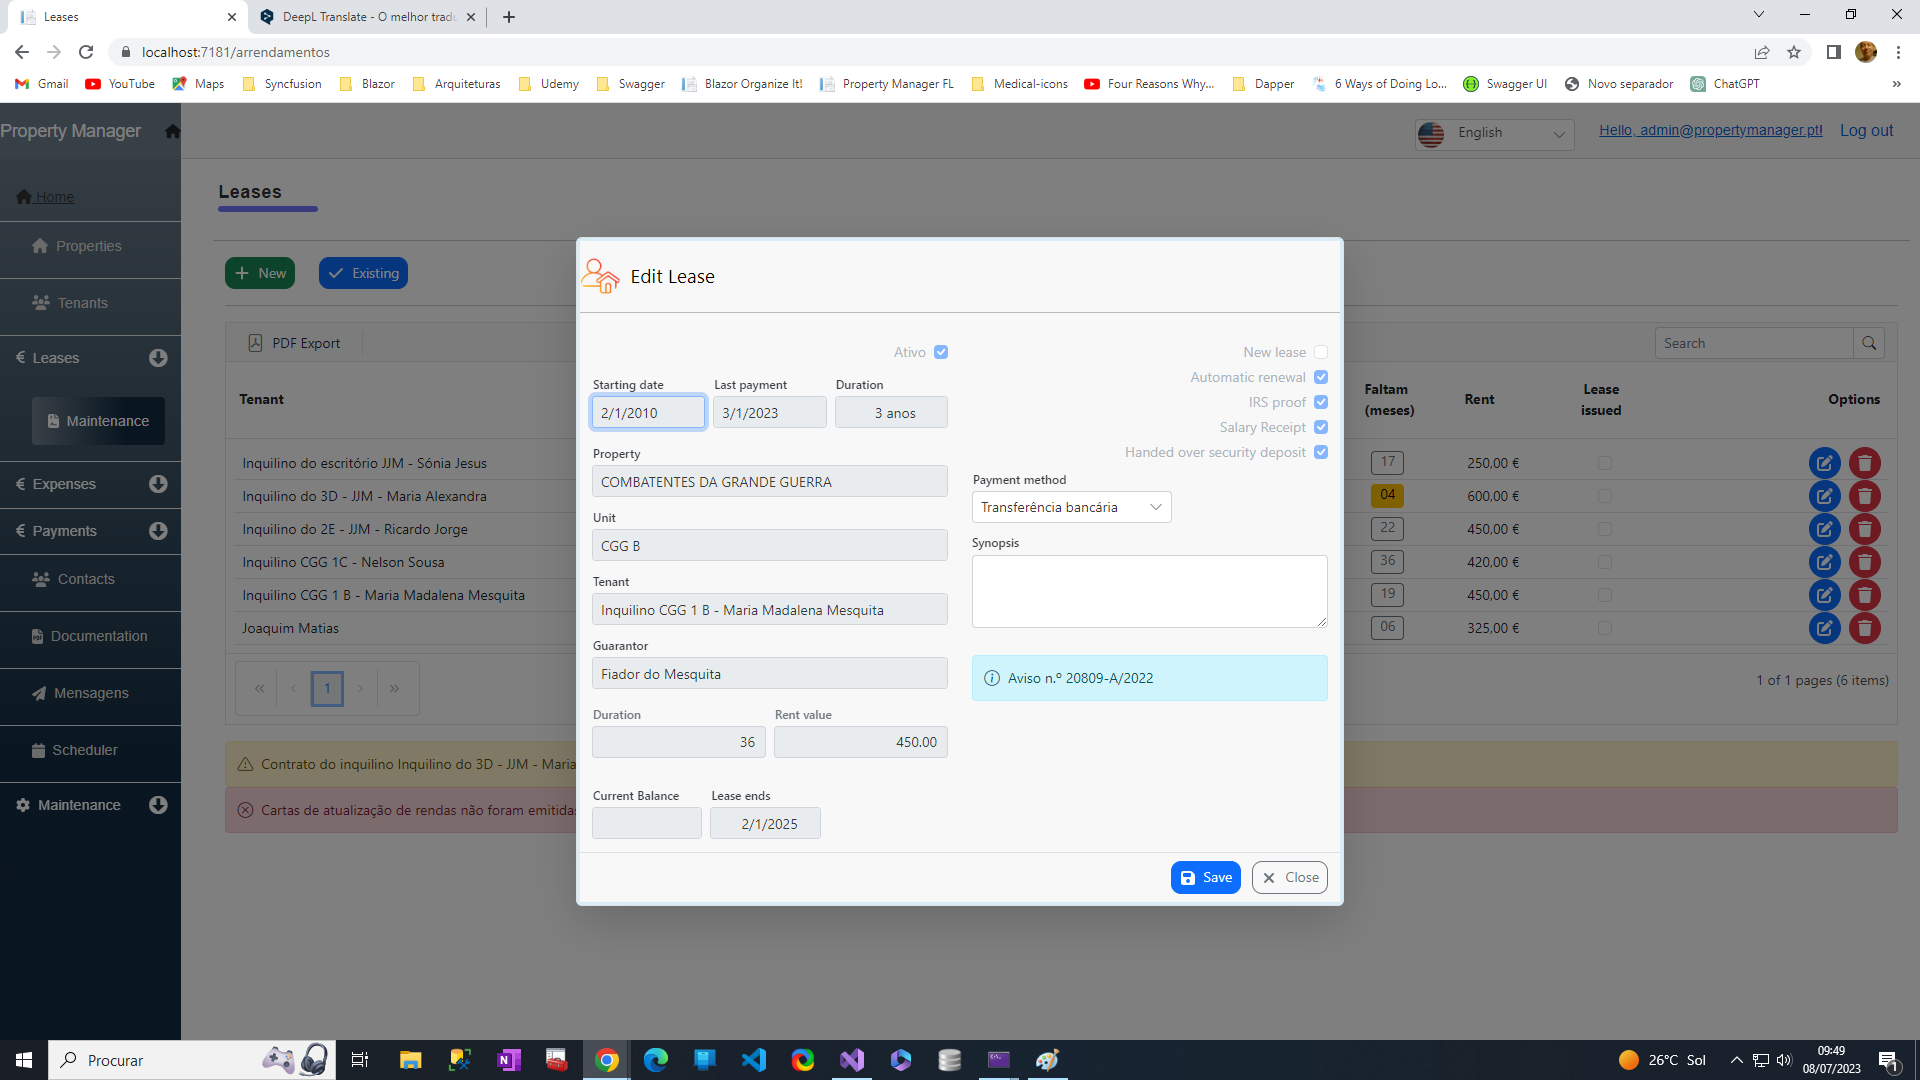 Leases
DeepL Translate - O melhor tradu
localhost:7181/arrendamentos
Gmail YouTube Maps Syncfusion Blazor Arquiteturas Udemy Swagger Blazor Organize It! Property Manager FL Medical-icons Four Reasons Why... Dapper 6 Ways of Doing Lo... Swagger UI Novo separador ChatGPT »
Property Manager
English
Hello, admin@propertymanager.pt!
Log out
Home
Properties
Tenants
€ Leases
Maintenance
€ Expenses
€ Payments
Contacts
Documentation
Mensagens
Scheduler
Maintenance
Leases
New
Existing
PDF Export
Search
Tenant
Faltam (meses)
Rent
Lease issued
Options
Inquilino do escritório JJM - Sónia Jesus 17 250,00 €
Inquilino do 3D - JJM - Maria Alexandra 04 600,00 €
Inquilino do 2E - JJM - Ricardo Jorge 22 450,00 €
Inquilino CGG 1C - Nelson Sousa 36 420,00 €
Inquilino CGG 1 B - Maria Madalena Mesquita 19 450,00 €
Joaquim Matias 06 325,00 €
1
1 of 1 pages (6 items)
Contrato do inquilino Inquilino do 3D - JJM - Maria
Cartas de atualização de rendas não foram emitida
Edit Lease
Ativo
Starting date Last payment Duration
2/1/2010 3/1/2023 3 anos
Property
COMBATENTES DA GRANDE GUERRA
Unit
CGG B
Tenant
Inquilino CGG 1 B - Maria Madalena Mesquita
Guarantor
Fiador do Mesquita
Duration Rent value
36 450.00
Current Balance Lease ends
2/1/2025
New lease
Automatic renewal
IRS proof
Salary Receipt
Handed over security deposit
Payment method
Transferência bancária
Synopsis
Aviso n.º 20809-A/2022
Save
Close
Procurar
26°C Sol
09:49
08/07/2023
1